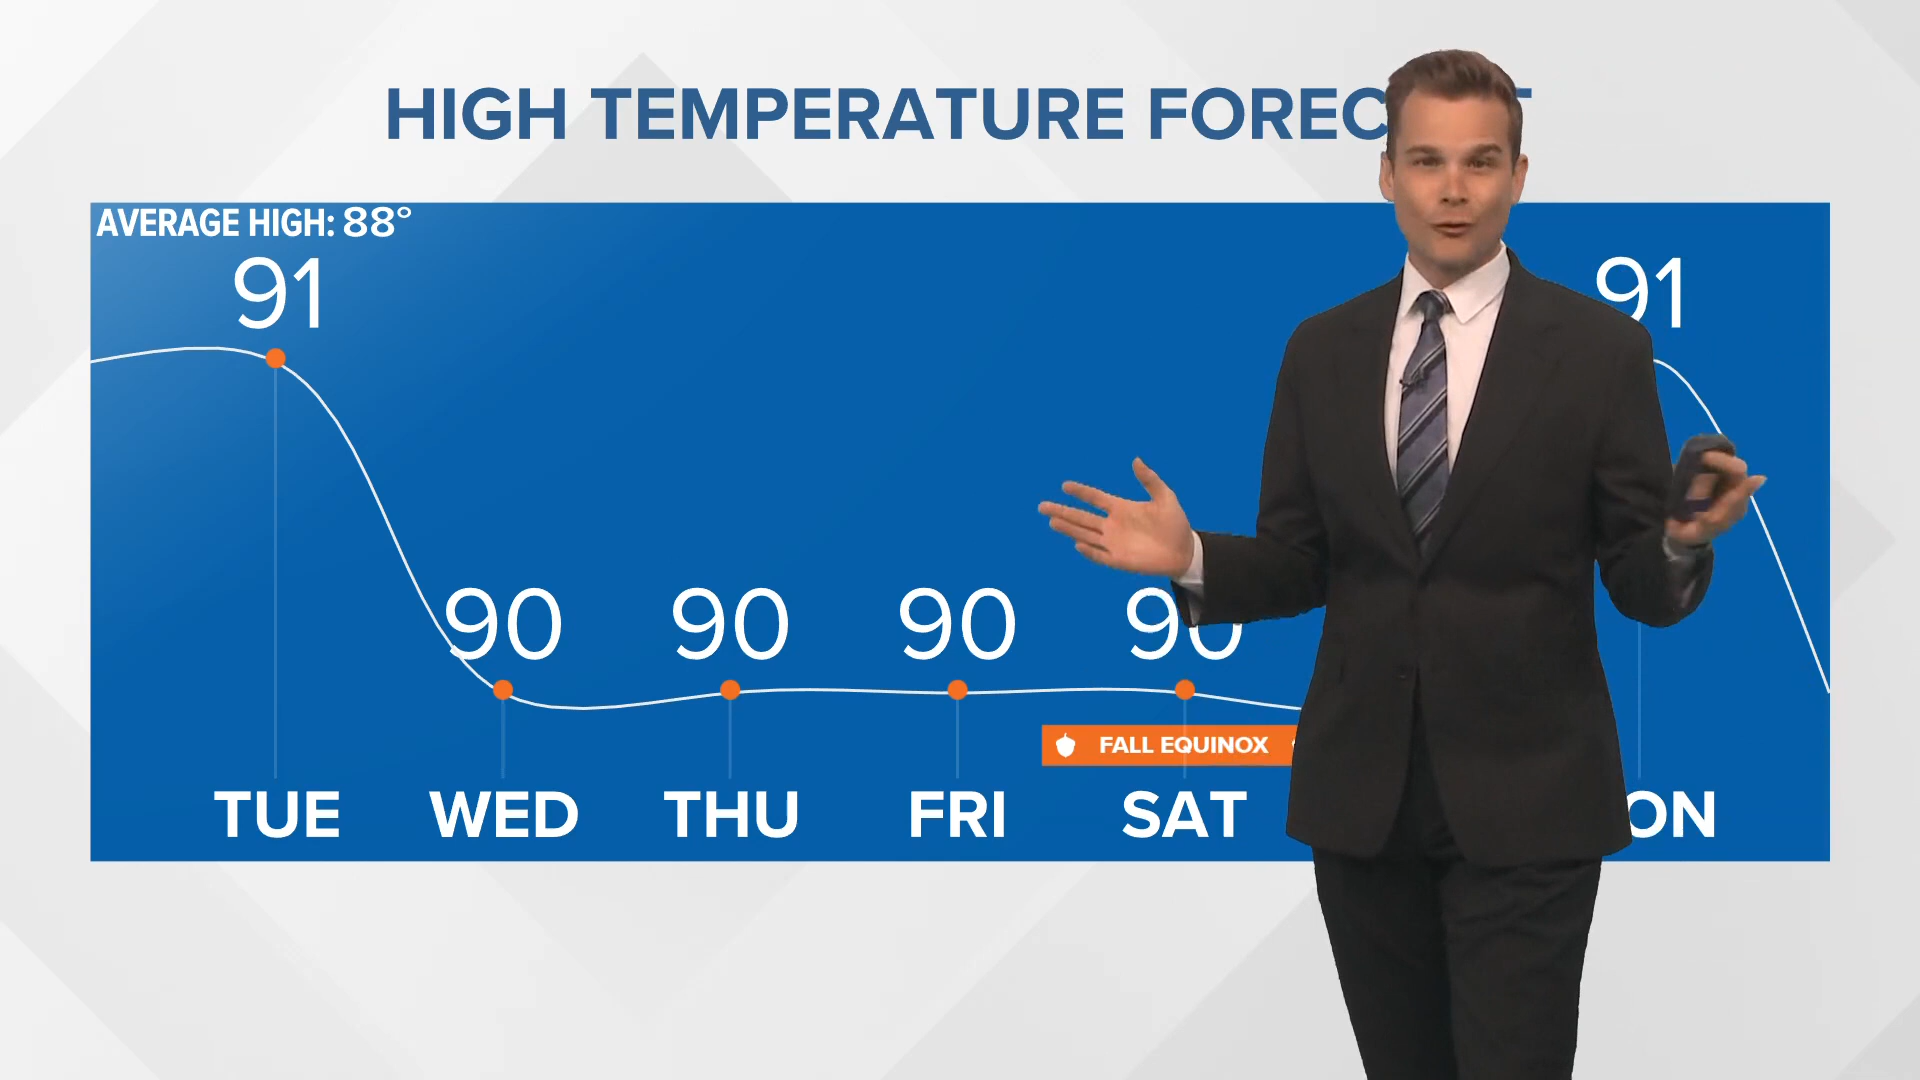 HIGH TEMPERATURE FOREC
AVERAGE HIGH: 88°
91 91
90 90 90 90
FALL EQUINOX
TUE WED THU FRI SAT ON